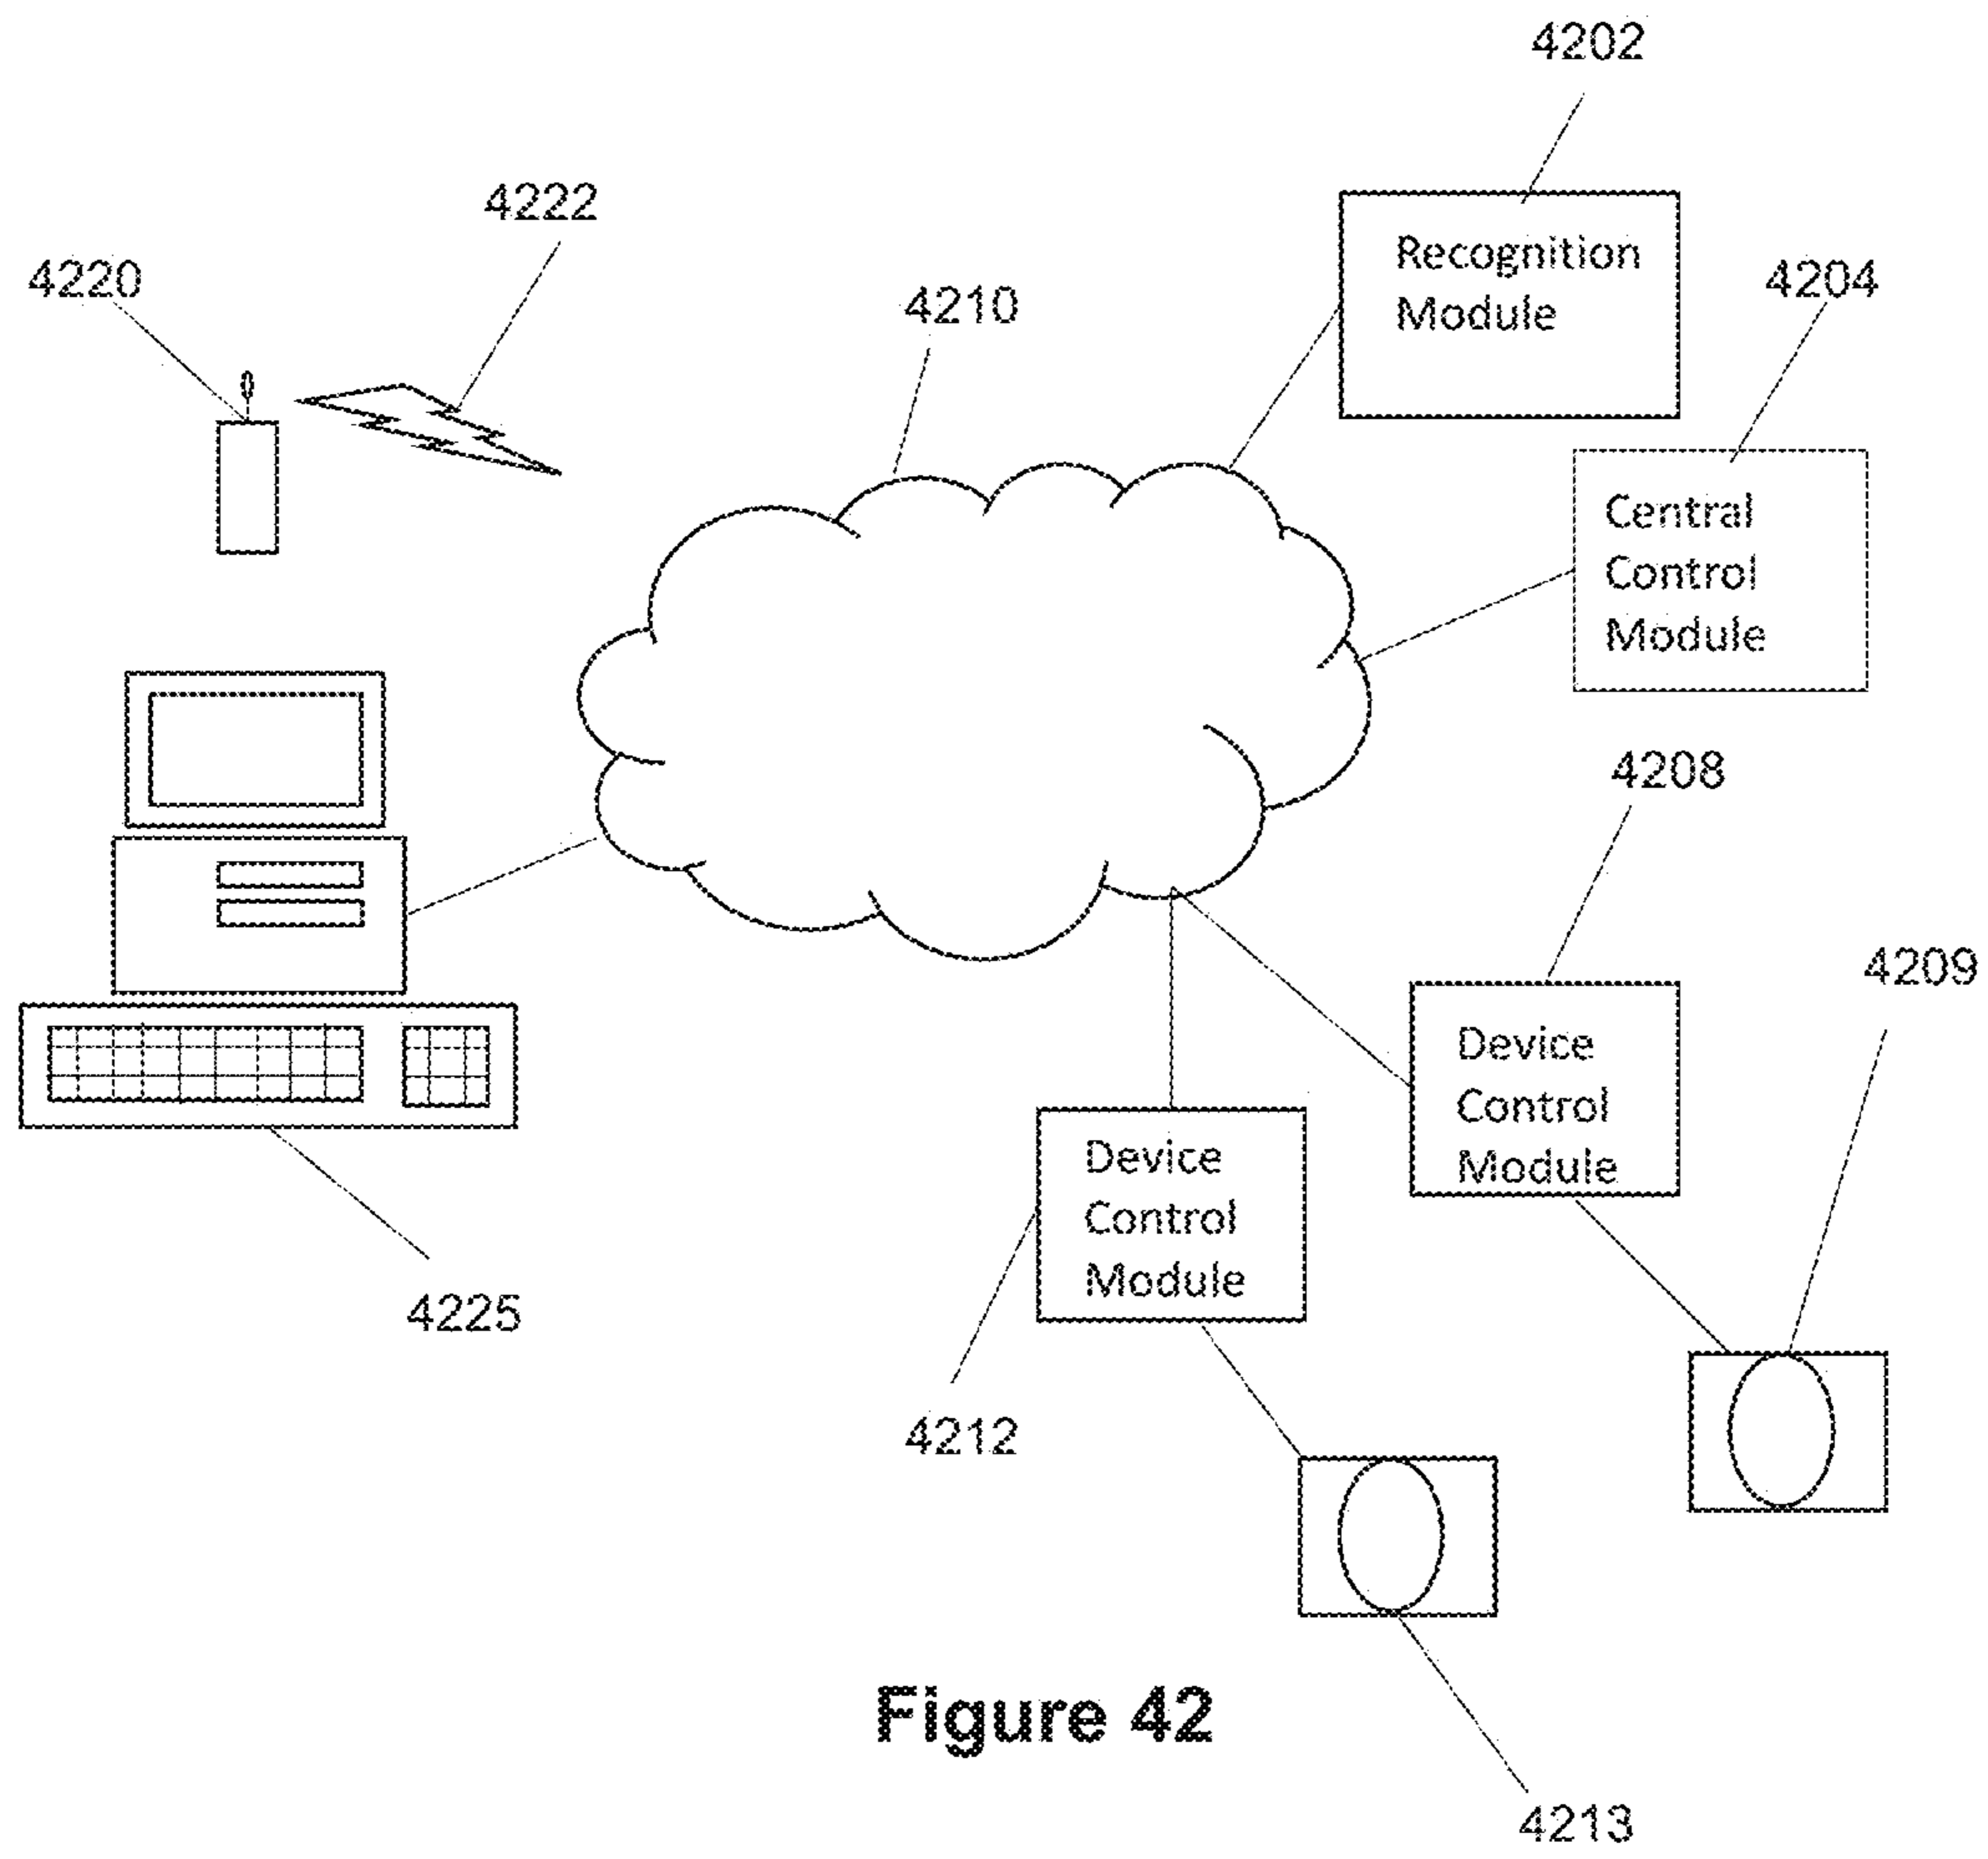 4202
4222
4220
4210
Recognition
Module
4204
Central
Control
Module
4208
4209
Device
Control
Module
Device
Control
Module
4225
4212
Figure 42
4213